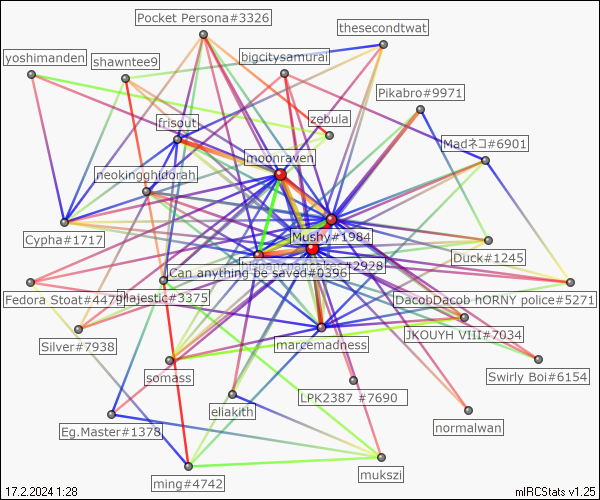 Pocket Persona#3326
thesecondtwat
yoshimanden
shawntee9
bigcitysamurai
Pikabro#9971
frisout
zebula
Madネコ#6901
moonraven
neokingghidorah
Cypha#1717
Mushy#1984
Duck#1245
#2928
Can anything be saved#0396
Fedora Stoat#4479
Majestic#3375
DacobDacob hORNY police#5271
Silver#7938
marcemadness
JKOUYH VIII#7034
somass
Swirly Boi#6154
eliakith
LPK2387 #7690
Eg.Master#1378
normalwan
ming#4742
mukszi
17.2.2024 1:28
mIRCStats v1.25